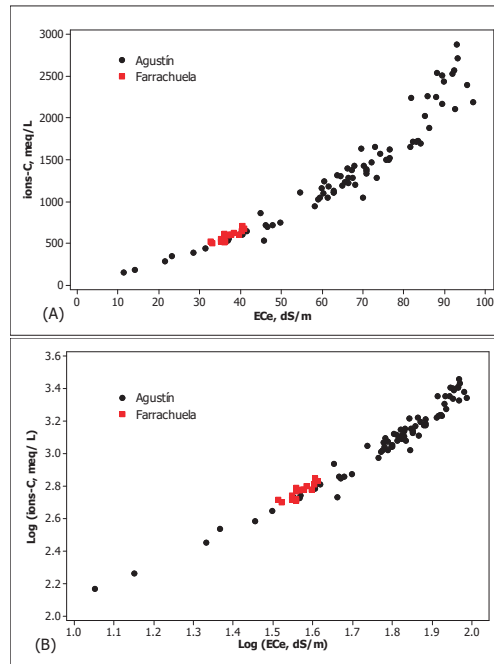 3000
2500
2000
1500
1000
500
0
ions-C, meq/L
Agustín
Farrachuela
0 10 20 30 40 50 60 70 80 90 100
(A)
ECe, dS/m
3.6
3.4
3.2
3.0
2.8
2.6
2.4
2.2
2.0
Log (ions-C, meq/ L)
Agustín
Farrachuela
1.0 1.1 1.2 1.3 1.4 1.5 1.6 1.7 1.8 1.9 2.0
(B)
Log (ECe, dS/m)